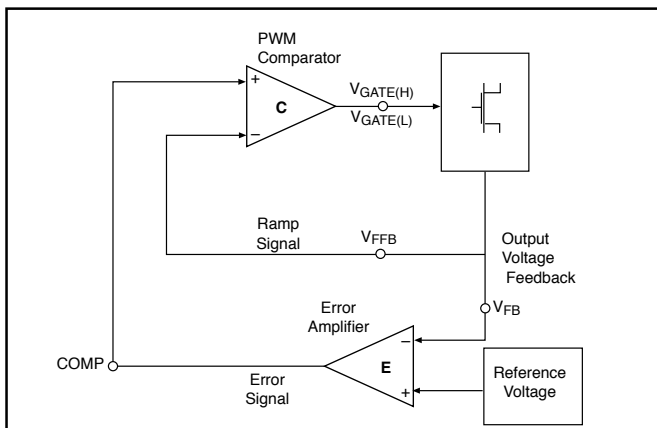 PWM
Comparator
+
C
−
VGATE(H)
VGATE(L)
Ramp
Signal
VFFB
Output
Voltage
Feedback
VFB
Error
Amplifier
−
E
+
COMP
Error
Signal
Reference
Voltage